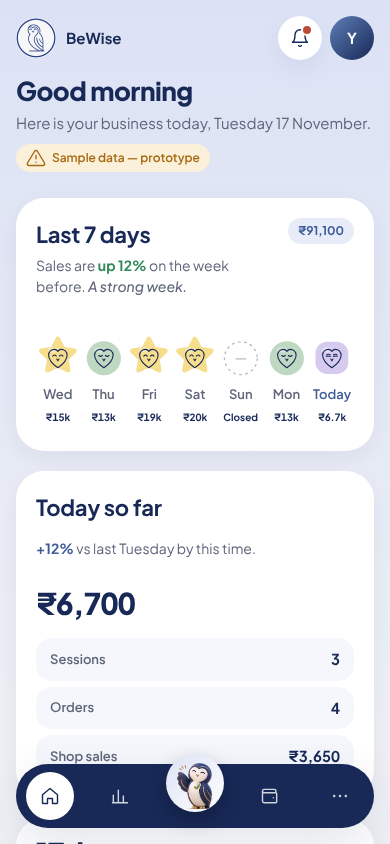 BeWise
Y
Good morning
Here is your business today, Tuesday 17 November.
Sample data — prototype
Last 7 days
₹91,100
Sales are up 12% on the week
before. A strong week.
Wed Thu Fri Sat Sun Mon Today
₹15k ₹13k ₹19k ₹20k Closed ₹13k ₹6.7k
Today so far
+12% vs last Tuesday by this time.
₹6,700
Sessions 3
Orders 4
Shop sales ₹3,650